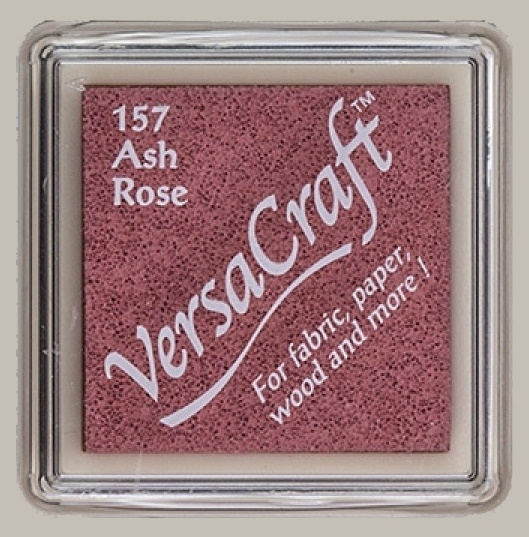 157
Ash
Rose
VersaCraft™
For fabric, paper,
wood and more!